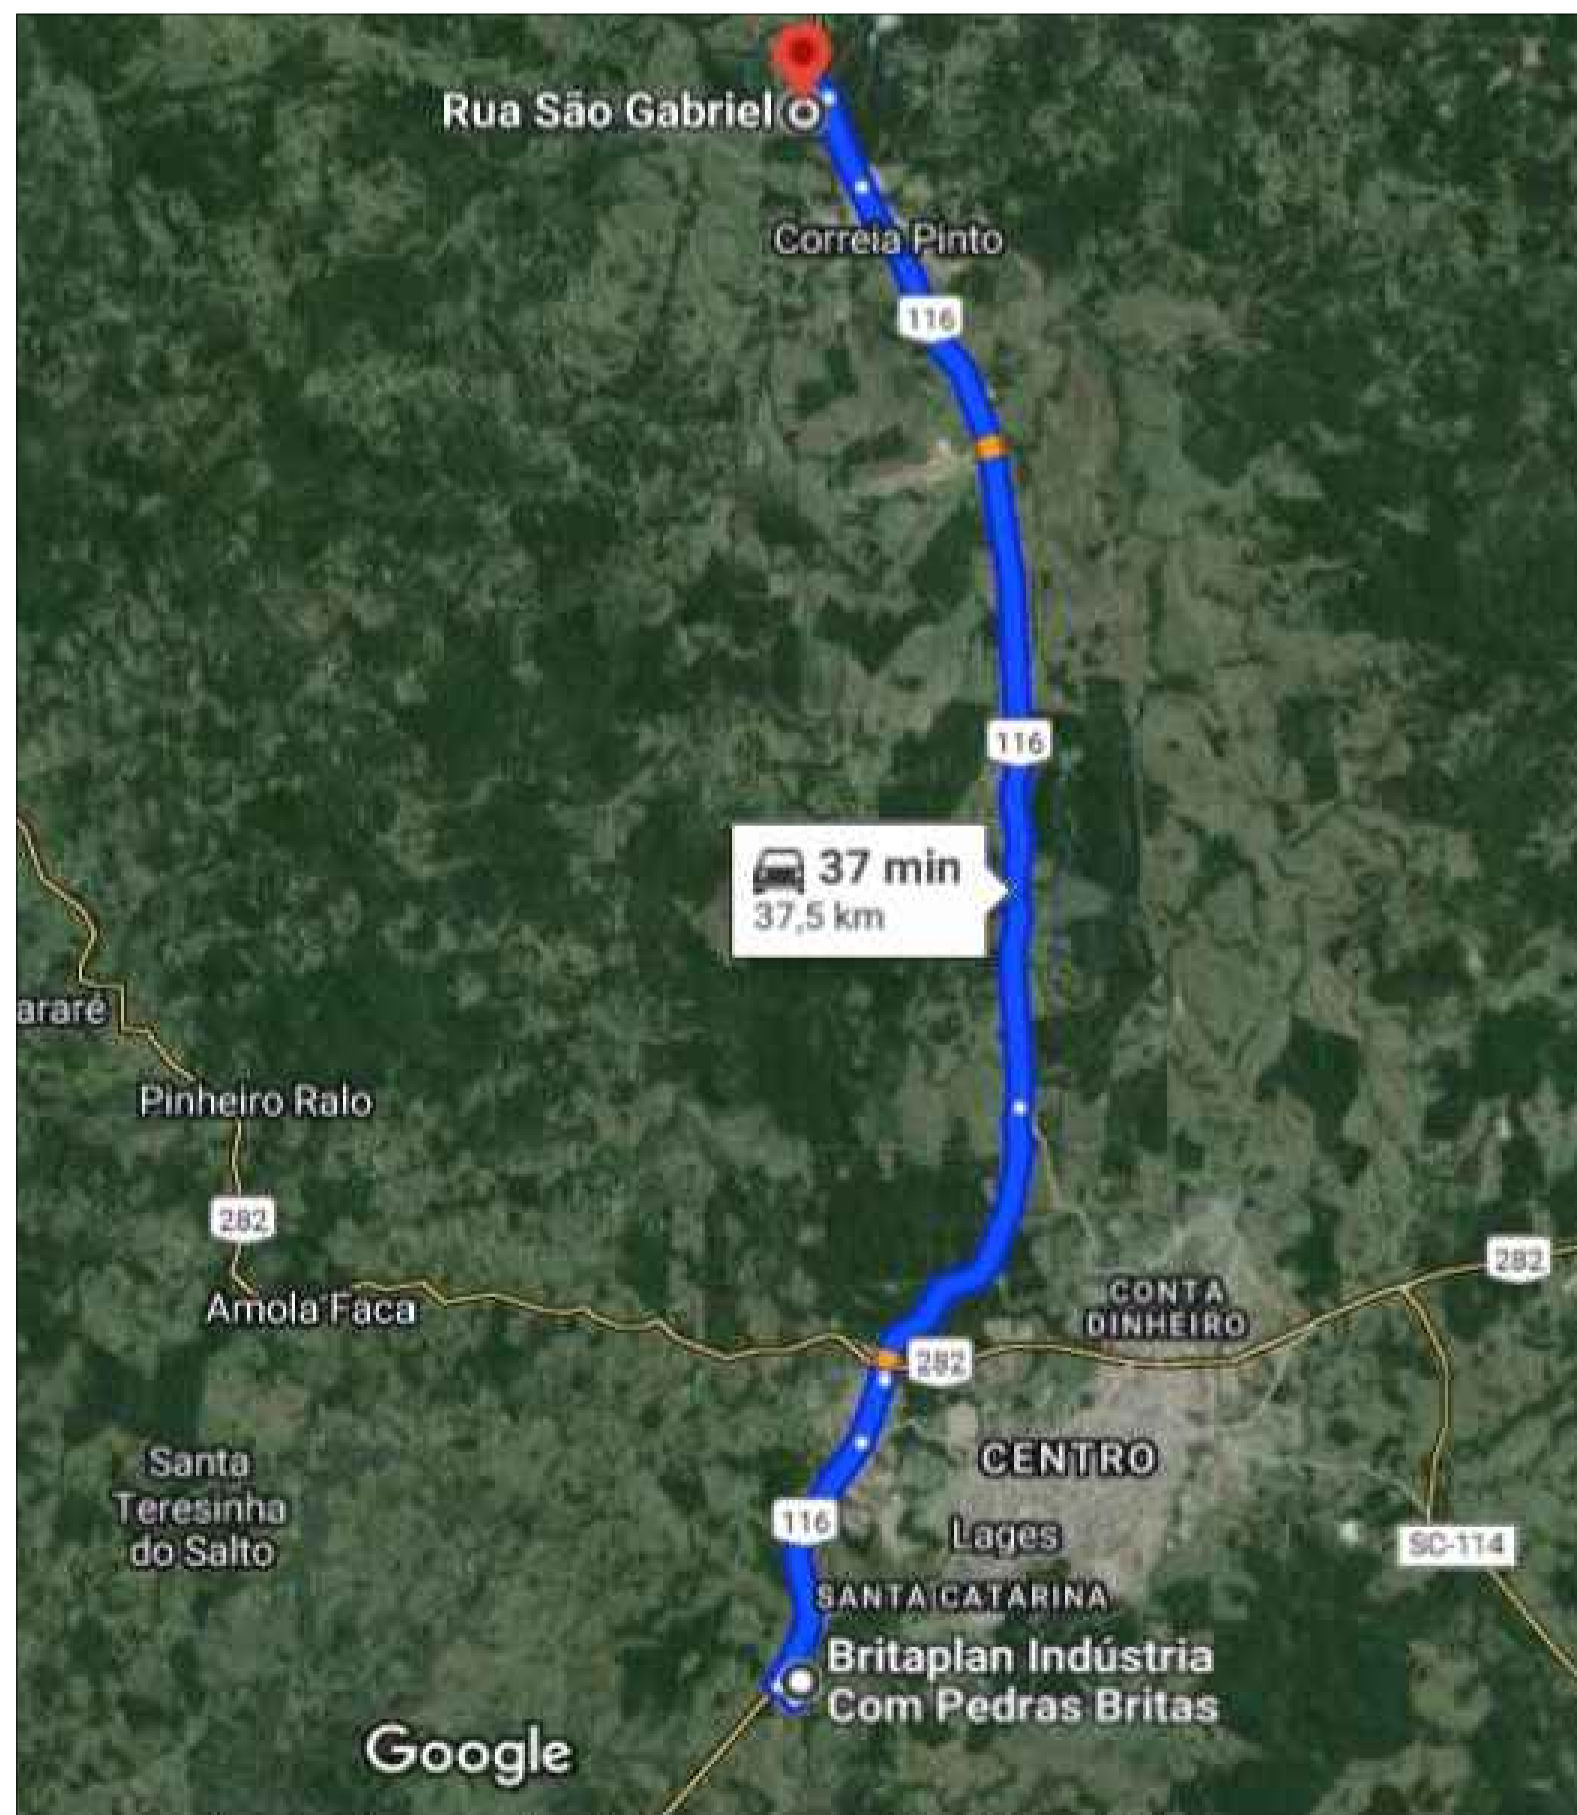 Rua São Gabriel
Correia Pinto
116
116
37 min
37,5 km
araré
Pinheiro Ralo
282
282
Amola Faca
CONTA
DINHEIRO
282
Santa
Teresinha
do Salto
CENTRO
116
Lages
SC-114
SANTA CATARINA
Britaplan Indústria
Com Pedras Britas
Google